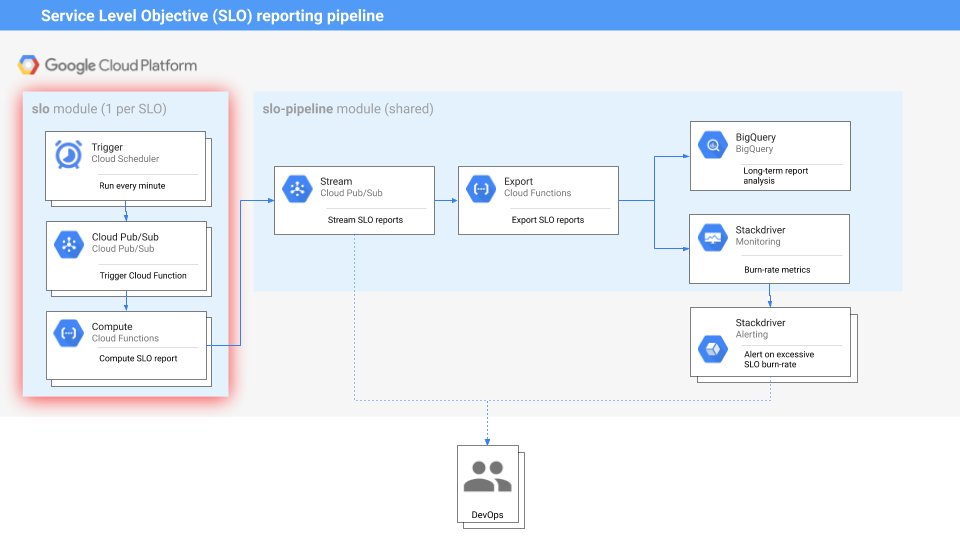 Service Level Objective (SLO) reporting pipeline
Google Cloud Platform
slo module (1 per SLO)
Trigger
Cloud Scheduler
Run every minute
Cloud Pub/Sub
Cloud Pub/Sub
Trigger Cloud Function
Compute
Cloud Functions
Compute SLO report
slo-pipeline module (shared)
Stream
Cloud Pub/Sub
Stream SLO reports
Export
Cloud Functions
Export SLO reports
BigQuery
BigQuery
Long-term report
analysis
Stackdriver
Monitoring
Burn-rate metrics
Stackdriver
Alerting
Alert on excessive
SLO burn-rate
DevOps